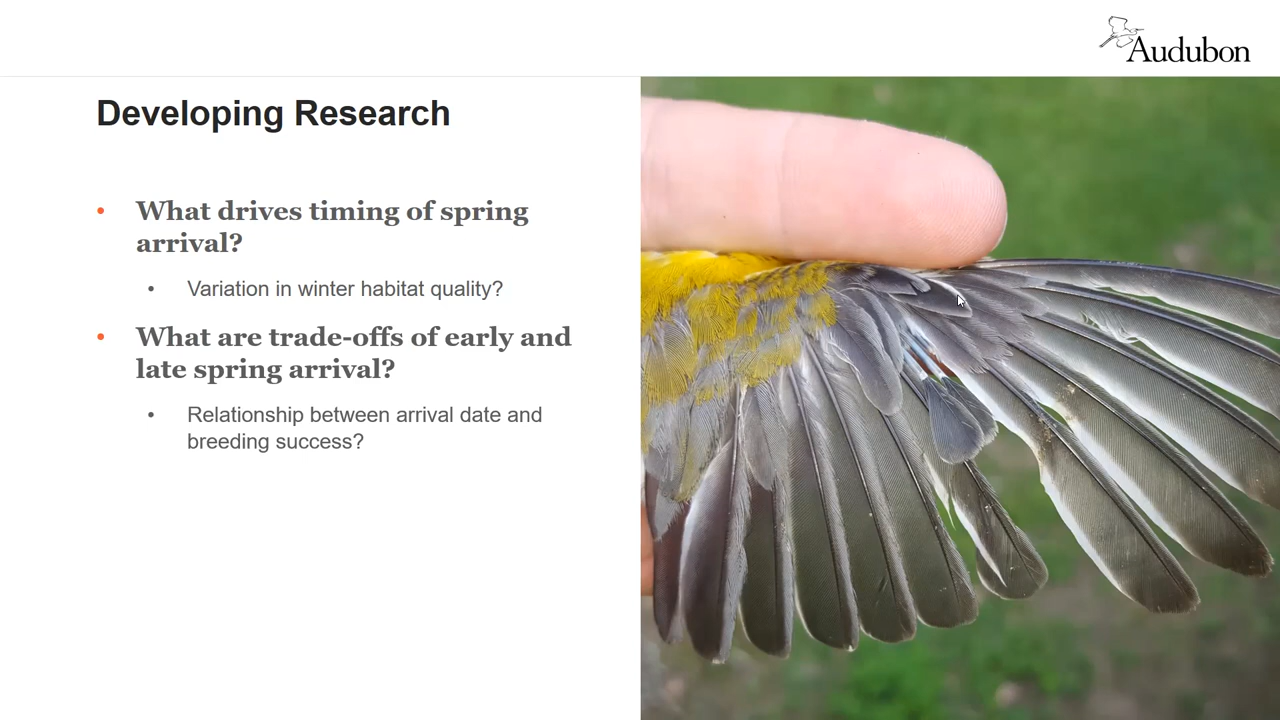 Audubon
Developing Research
• What drives timing of spring
arrival?
• Variation in winter habitat quality?
• What are trade-offs of early and
late spring arrival?
• Relationship between arrival date and
breeding success?